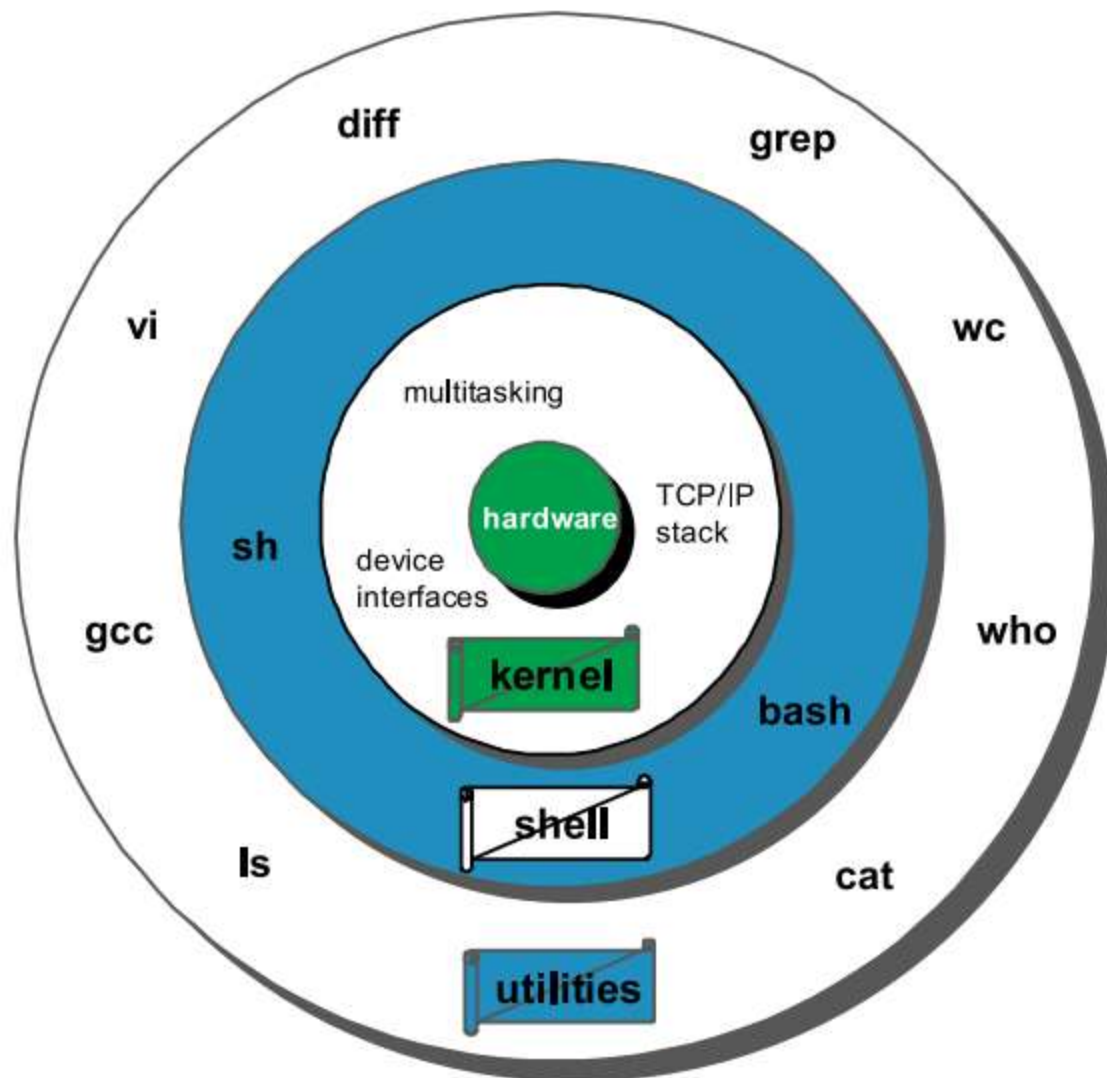 diff
grep
vi
wc
multitasking
hardware
TCP/IP
stack
sh
device
interfaces
gcc
who
kernel
bash
shell
ls
cat
utilities